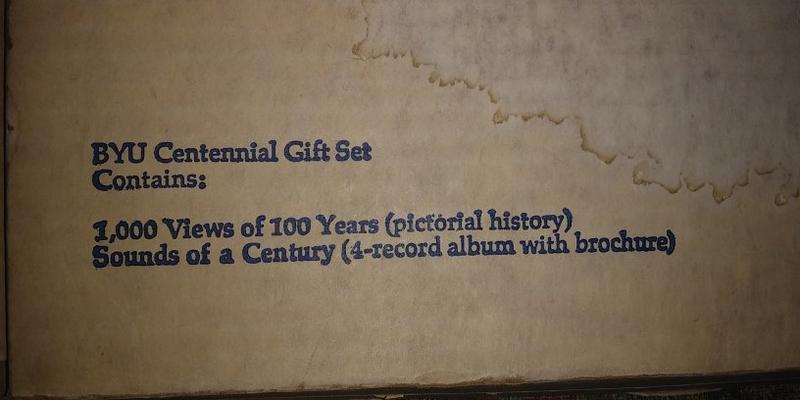 BYU Centennial Gift Set
Contains:
1,000 Views of 100 Years (pictorial history)
Sounds of a Century (4-record album with brochure)